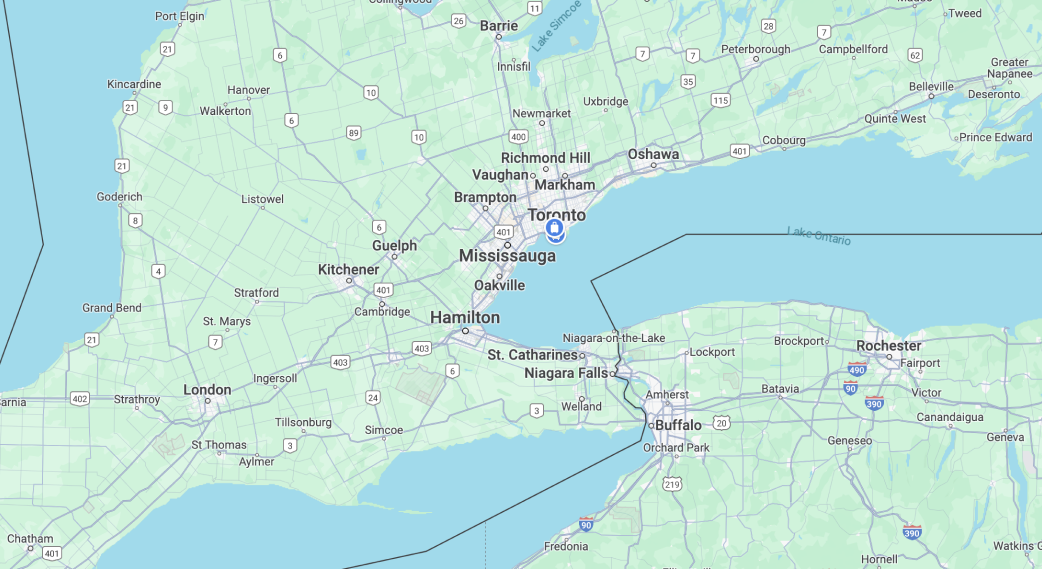 Port Elgin
26
Barrie
11
Lake Simcoe
28
Tweed
21
6
Innisfil
7
7
35
Peterborough
7
Campbellford
62
Greater
Napanee
Kincardine
21
9
Hanover
Walkerton
10
Belleville
Deseronto
6
89
10
Newmarket
400
Uxbridge
115
Quinte West
Cobourg
401
Prince Edward
21
Richmond Hill
Vaughan
Markham
Oshawa
Goderich
8
Listowel
6
Brampton
Toronto
401
Lake Ontario
4
Guelph
Mississauga
Kitchener
401
Oakville
Grand Bend
Stratford
Cambridge
St. Marys
Hamilton
21
7
403
403
Niagara-on-the-Lake
St. Catharines
Lockport
Brockport
Rochester
490
Fairport
Niagara Falls
6
90
390
Batavia
Victor
402
Strathroy
London
Ingersoll
24
Tillsonburg
3
Welland
Amherst
Buffalo
20
Canandaigua
Geneva
Geneseo
St Thomas
3
Simcoe
Aylmer
Orchard Park
219
Chatham
401
90
Fredonia
390
Hornell